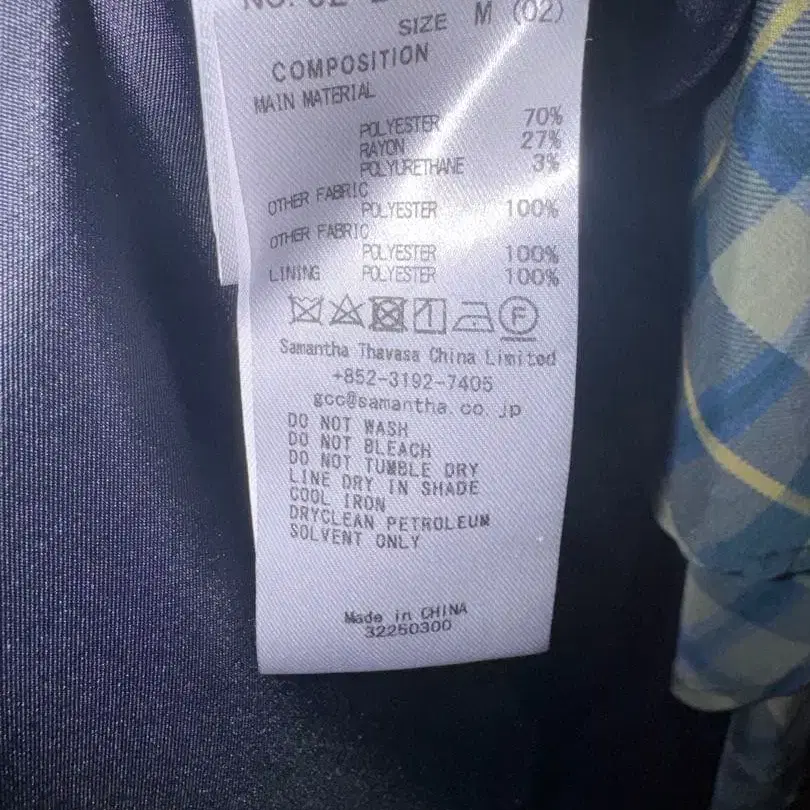 SIZE M (02)
COMPOSITION
MAIN MATERIAL
POLYESTER 70%
RAYON 27%
POLYURETHANE 3%
OTHER FABRIC
POLYESTER 100%
OTHER FABRIC
POLYESTER 100%
LINING POLYESTER 100%
F
Samantha Thavasa China Limited
+852-3192-7405
gcc@samantha.co.jp
DO NOT WASH
DO NOT BLEACH
DO NOT TUMBLE DRY
LINE DRY IN SHADE
COOL IRON
DRYCLEAN PETROLEUM
SOLVENT ONLY
Made in CHINA
32250300